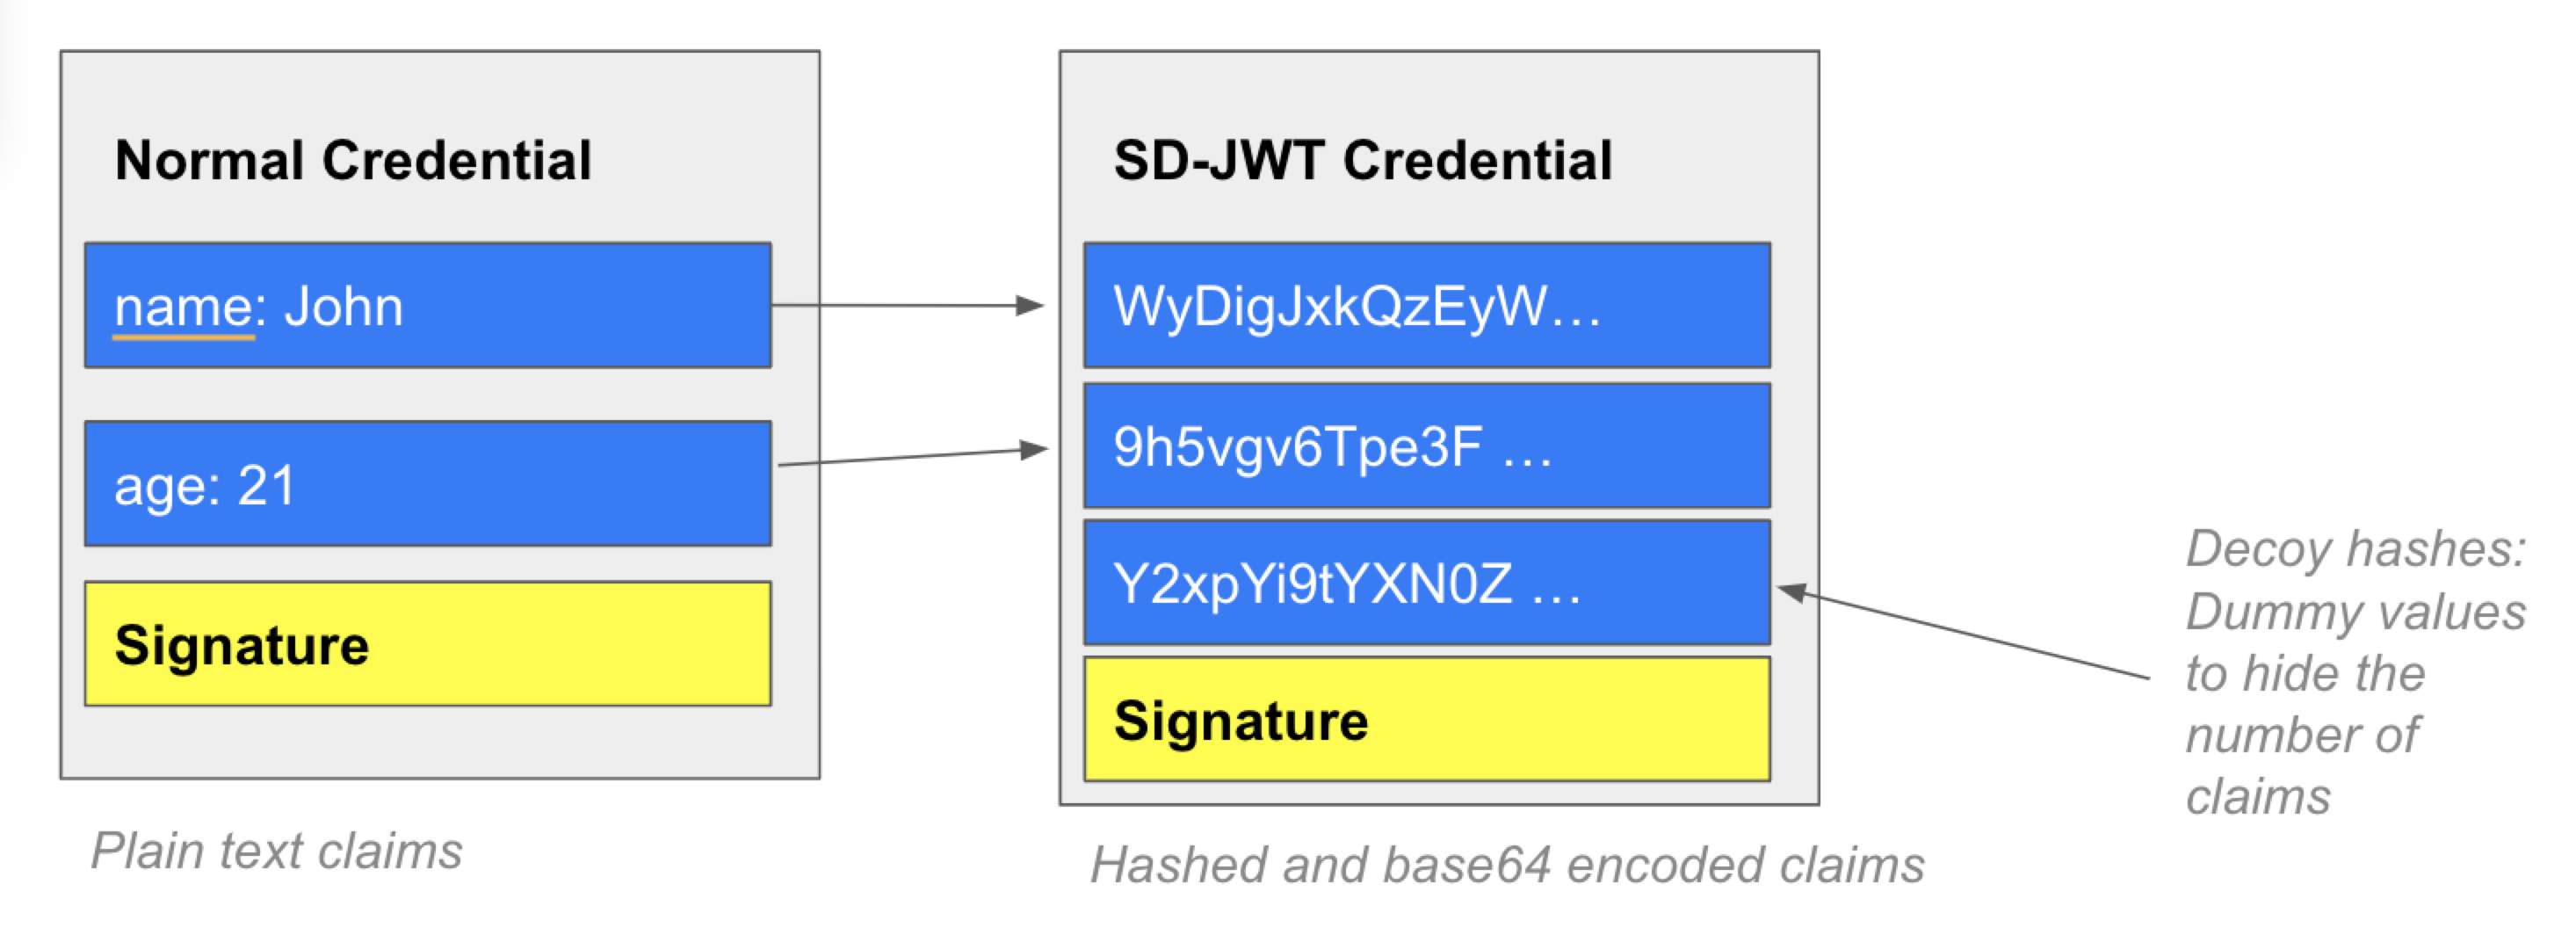 Normal Credential
name: John
age: 21
Signature
Plain text claims
SD-JWT Credential
WyDigJxkQzEyW...
9h5vgv6Tpe3F ...
Y2xpYi9tYXN0Z ...
Signature
Hashed and base64 encoded claims
Decoy hashes:
Dummy values
to hide the
number of
claims